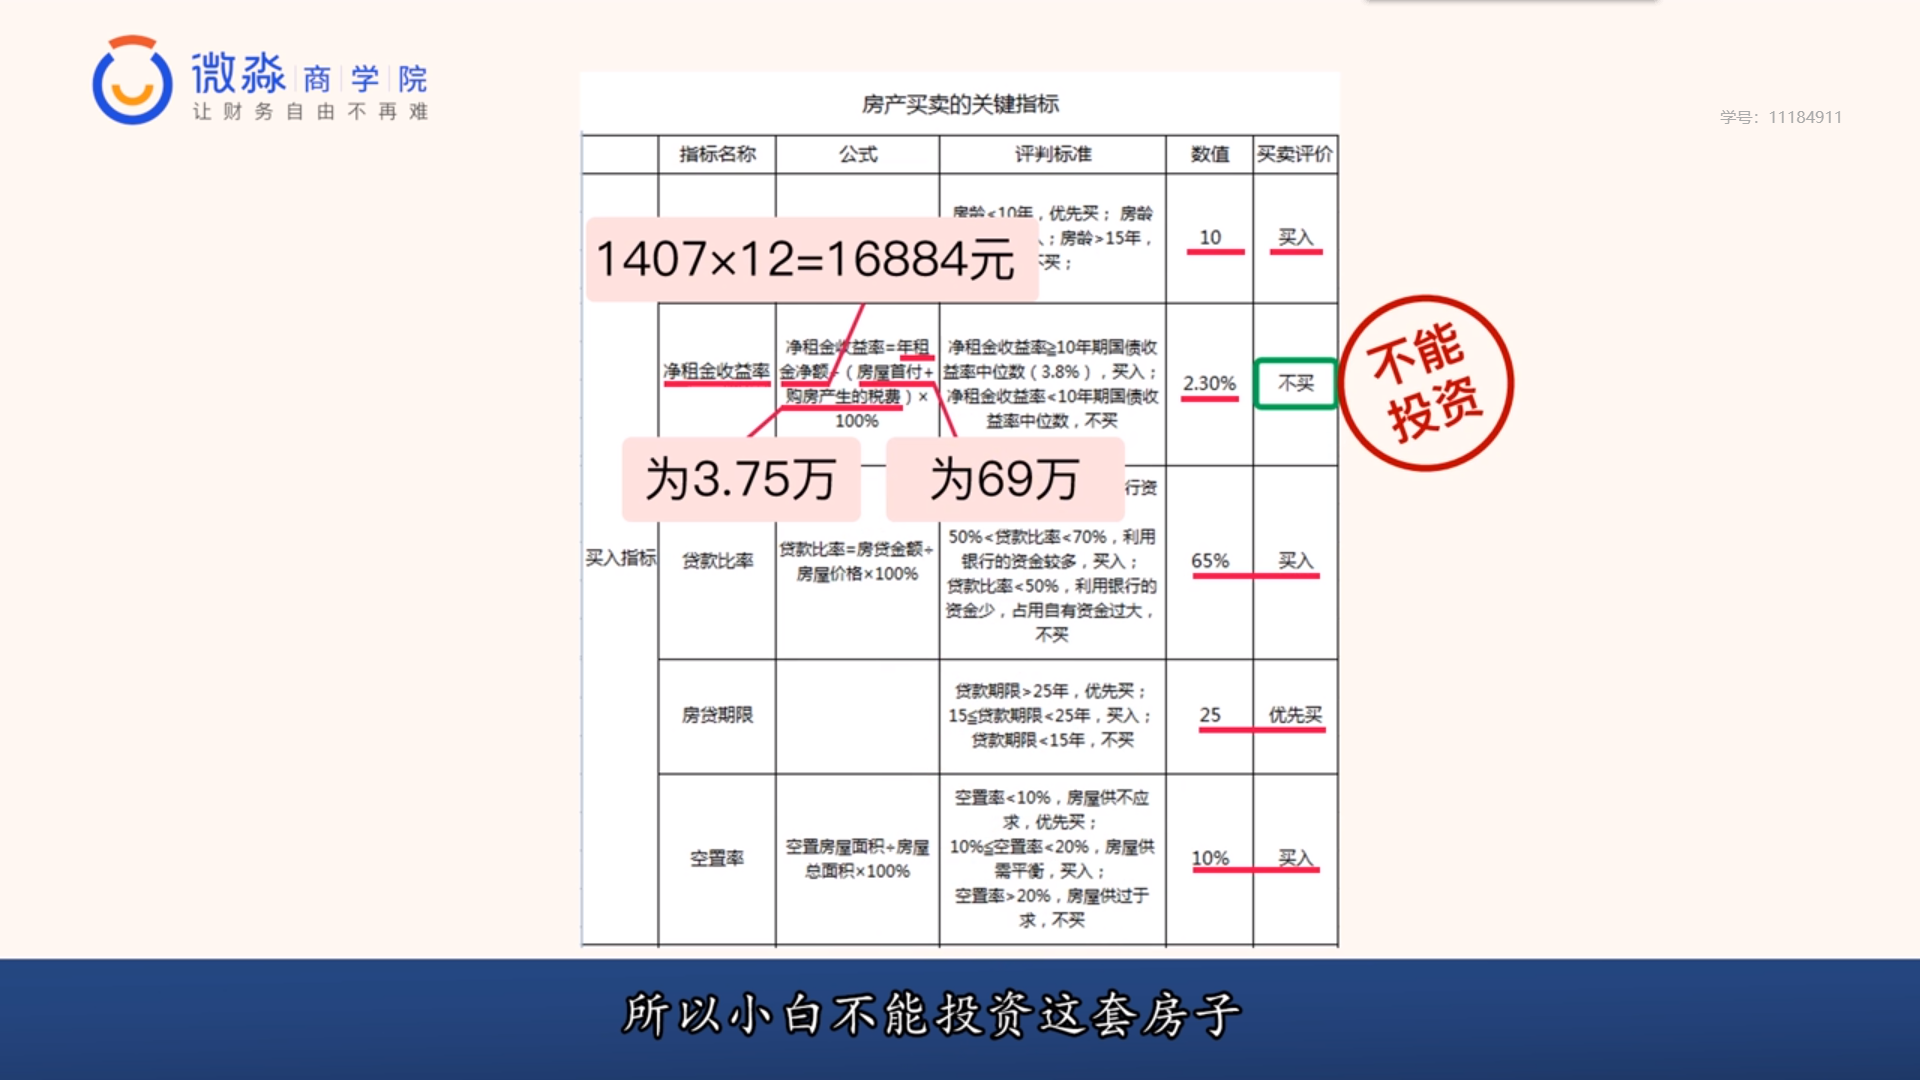 微淼 商 学 院
让财务自由不再难
学号：11184911
房产买卖的关键指标
指标名称 公式 评判标准 数值 买卖评价
买入指标
房龄<10年，优先买；房龄
；房龄>15年，
不买；
10 买入
1407×12=16884元
净租金收益率
净租金收益率=年租
金净额÷（房屋首付+
购房产生的税费）×
100%
净租金收益率≧10年期国债收
益率中位数（3.8%），买入；
净租金收益率<10年期国债收
益率中位数，不买
2.30% 不买
不能
投资
为3.75万
为69万
贷款比率
贷款比率=房贷金额÷
房屋价格×100%
行资
50%<贷款比率<70%，利用
银行的资金较多，买入；
贷款比率<50%，利用银行的
资金少，占用自有资金过大，
不买
65% 买入
房贷期限
贷款期限>25年，优先买；
15≦贷款期限<25年，买入；
贷款期限<15年，不买
25 优先买
空置率
空置房屋面积÷房屋
总面积×100%
空置率<10%，房屋供不应
求，优先买；
10%≦空置率<20%，房屋供
需平衡，买入；
空置率>20%，房屋供过于
求，不买
10% 买入
所以小白不能投资这套房子